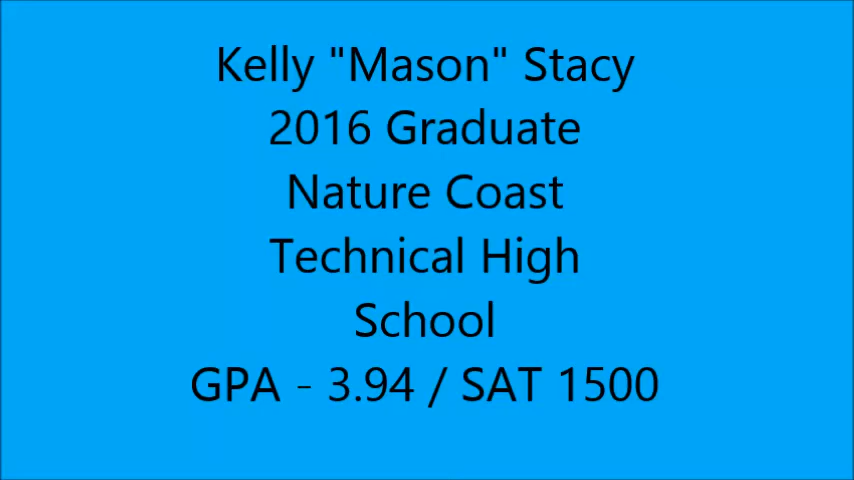 Kelly "Mason" Stacy
2016 Graduate
Nature Coast
Technical High
School
GPA - 3.94 / SAT 1500